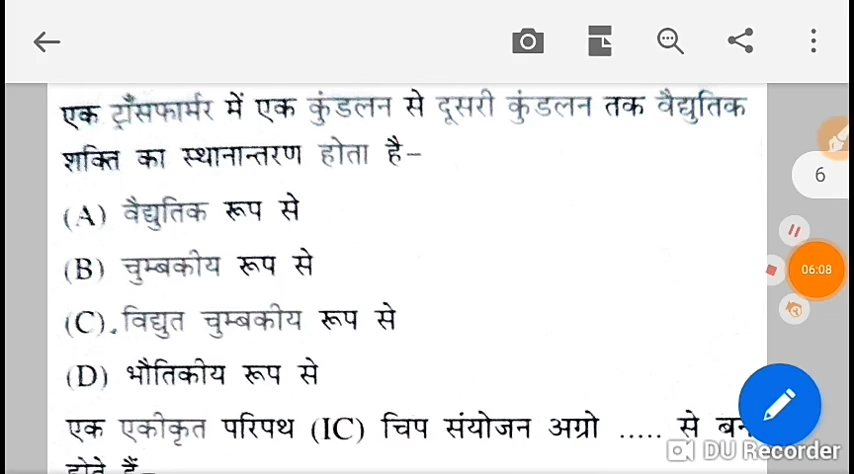 एक ट्राँसफार्मर में एक कुंडलन से दूसरी कुंडलन तक वैद्युतिक
शक्ति का स्थानान्तरण होता है–
6
(A) वैद्युतिक रूप से
(B) चुम्बकीय रूप से
06:08
(C) विद्युत चुम्बकीय रूप से
(D) भौतिकीय रूप से
एक एकीकृत परिपथ (IC) चिप संयोजन अग्रो ..... से
DU Recorder
होते हैं–